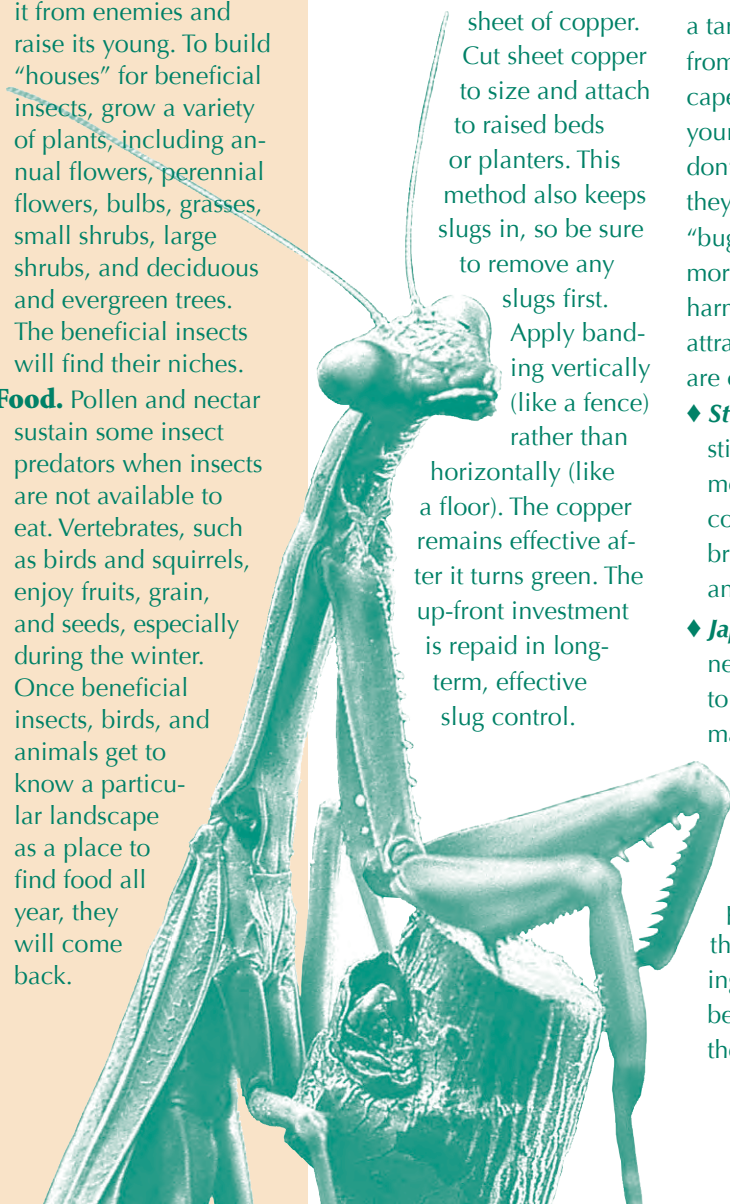 it from enemies and
raise its young. To build
“houses” for beneficial
insects, grow a variety
of plants, including an-
nual flowers, perennial
flowers, bulbs, grasses,
small shrubs, large
shrubs, and deciduous
and evergreen trees.
The beneficial insects
will find their niches.
Food. Pollen and nectar
sustain some insect
predators when insects
are not available to
eat. Vertebrates, such
as birds and squirrels,
enjoy fruits, grain,
and seeds, especially
during the winter.
Once beneficial
insects, birds, and
animals get to
know a particu-
lar landscape
as a place to
find food all
year, they
will come
back.
sheet of copper.
Cut sheet copper
to size and attach
to raised beds
or planters. This
method also keeps
slugs in, so be sure
to remove any
slugs first.
Apply band-
ing vertically
(like a fence)
rather than
horizontally (like
a floor). The copper
remains effective af-
ter it turns green. The
up-front investment
is repaid in long-
term, effective
slug control.
a
from
they
“bug
are
♦
to